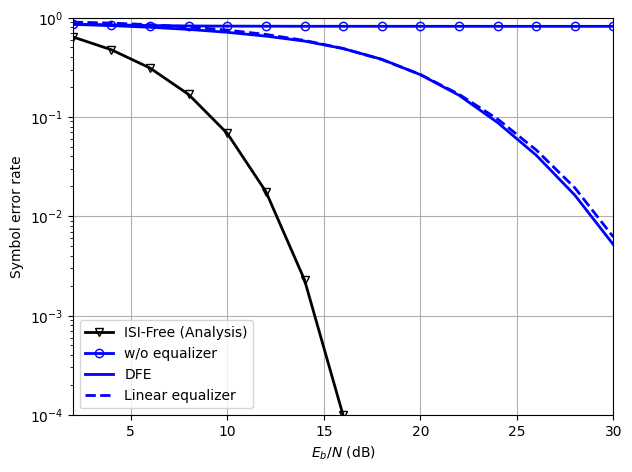 10^0
10^-1
10^-2
10^-3
10^-4
Symbol error rate
ISI-Free (Analysis)
w/o equalizer
DFE
Linear equalizer
5 10 15 20 25 30
E_b/N (dB)